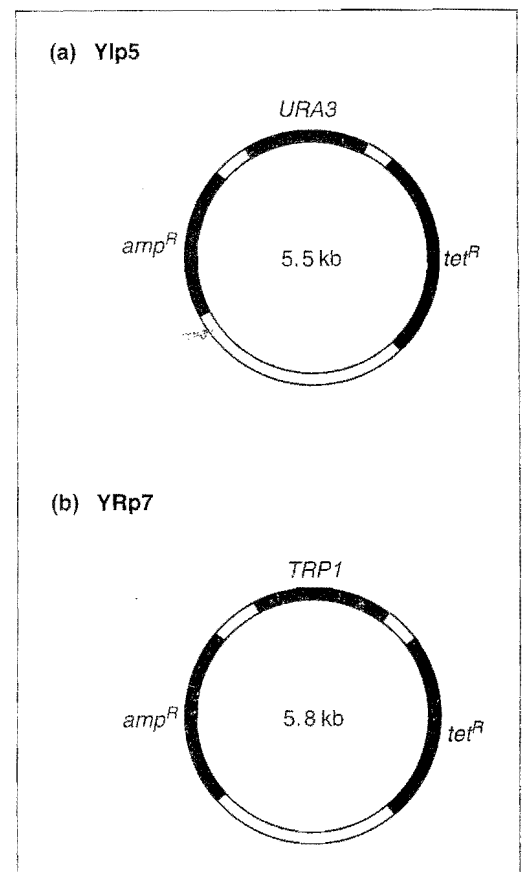 (a) YIp5
URA3
amp^R
5.5 kb
tet^R
(b) YRp7
TRP1
amp^R
5.8 kb
tet^R